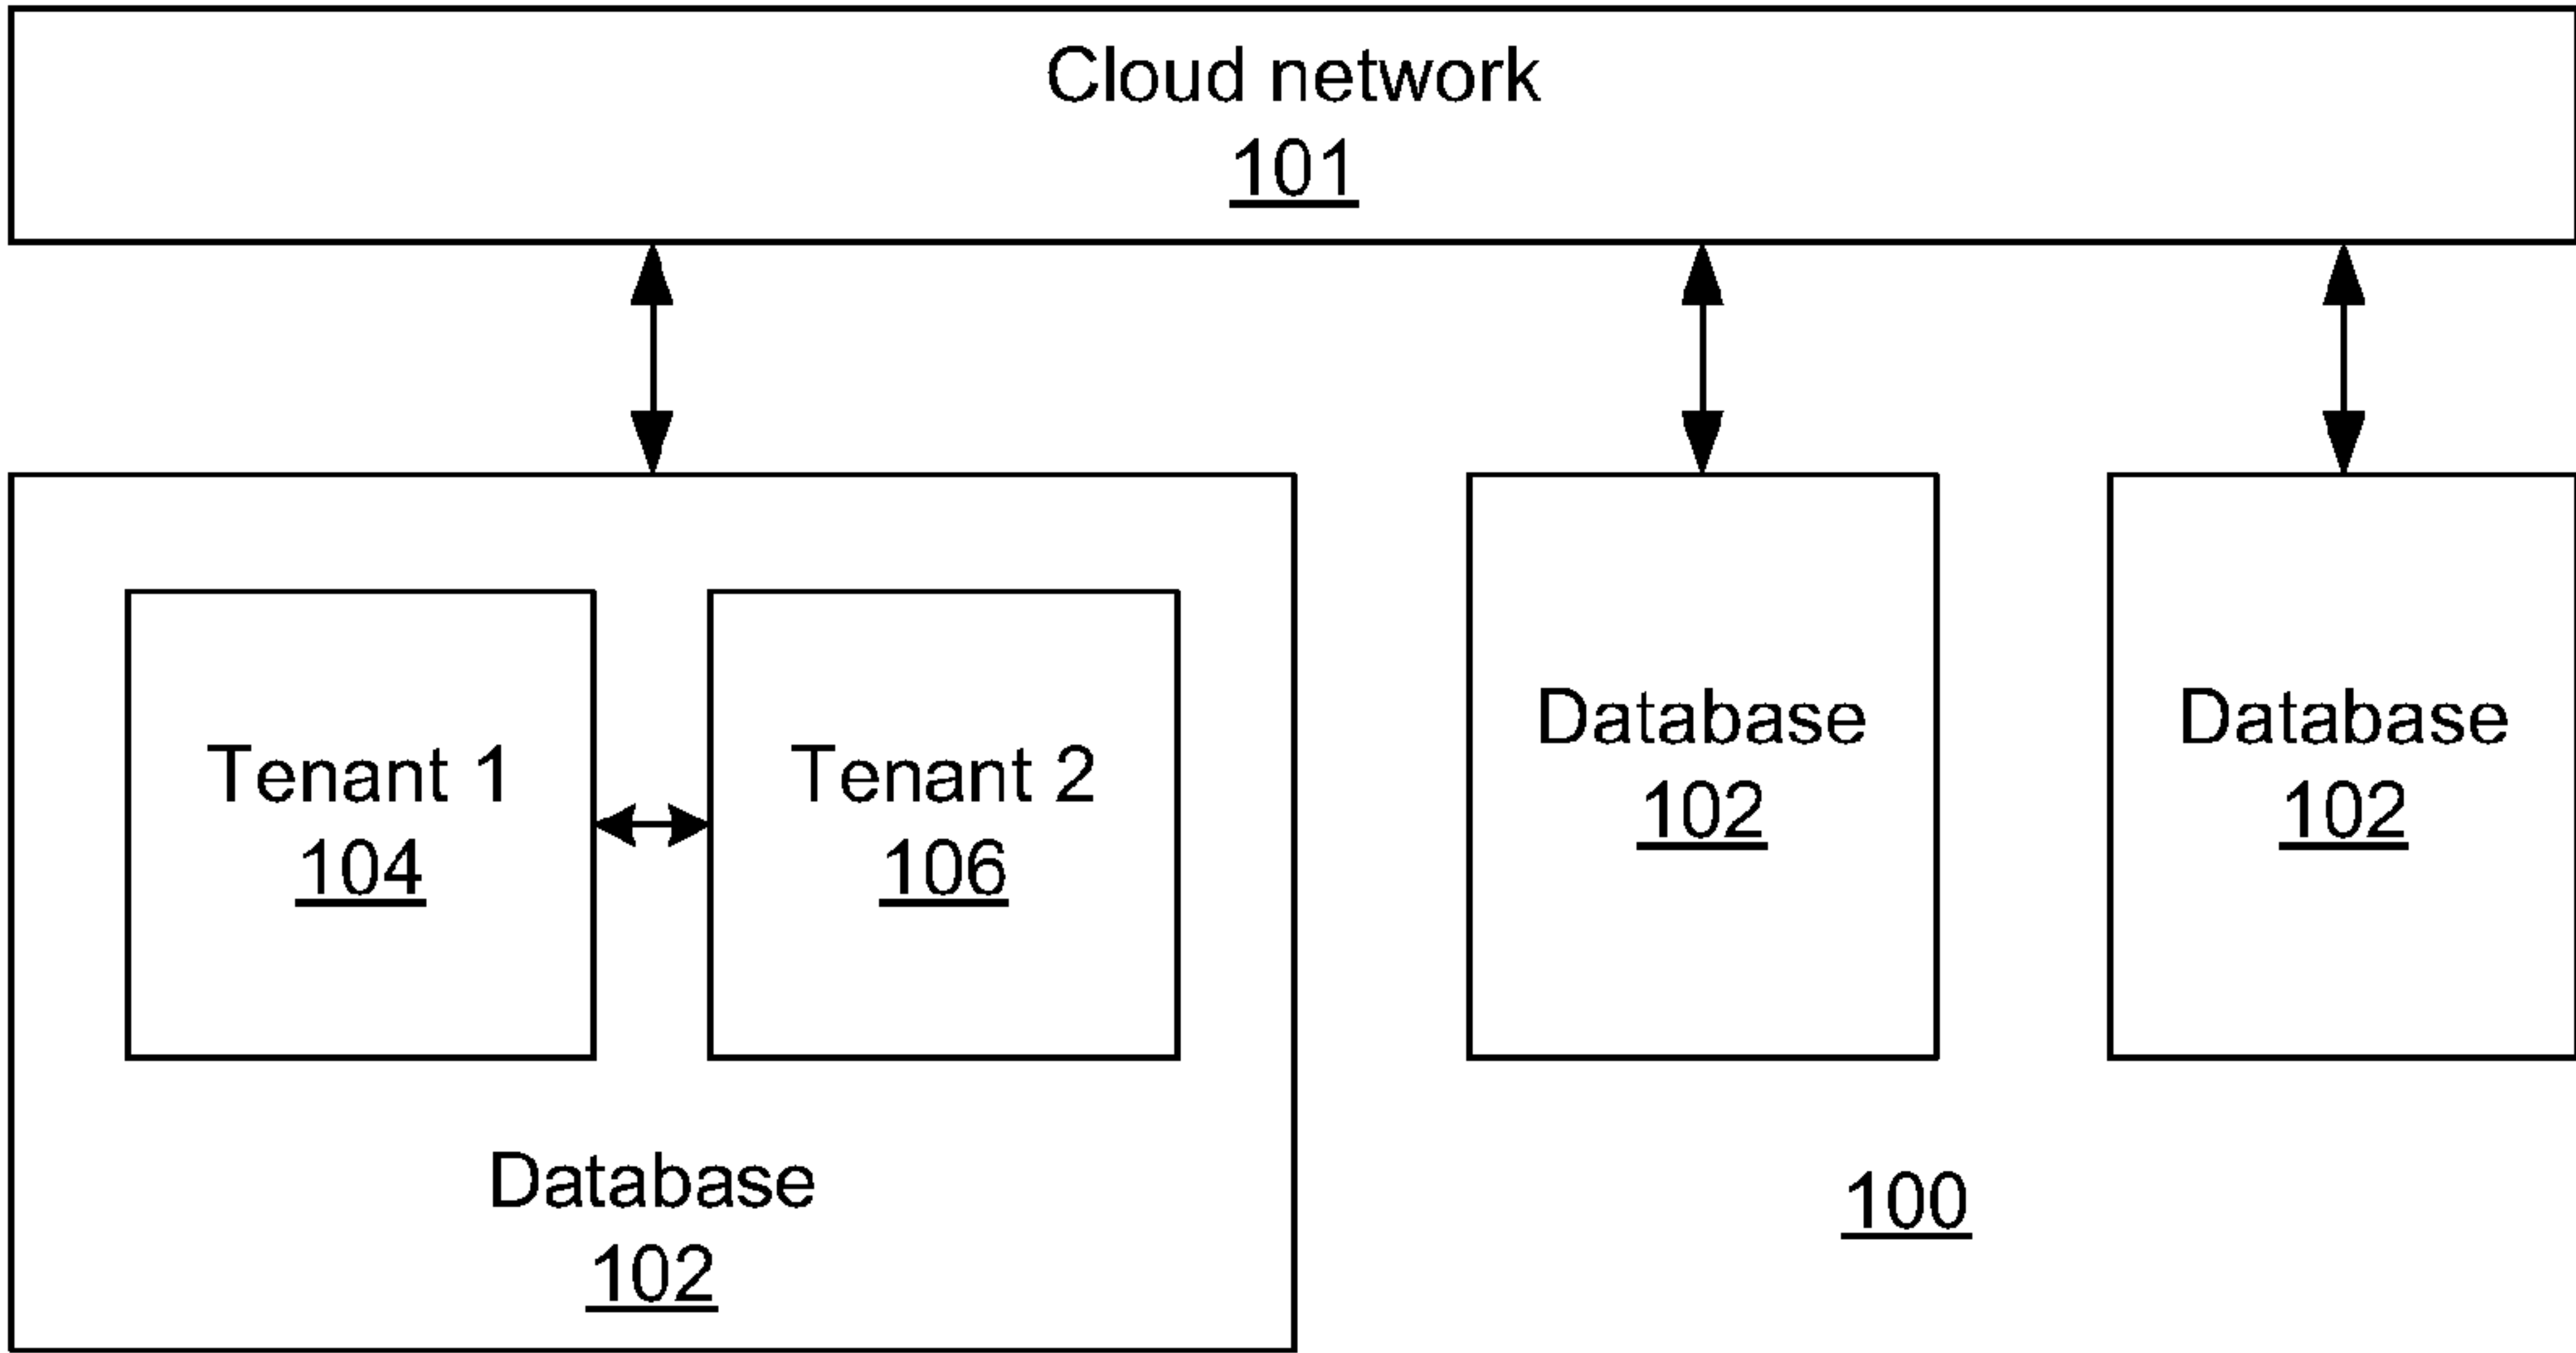 Cloud network
101
Tenant 1
104
Tenant 2
106
Database
102
Database
102
Database
102
100